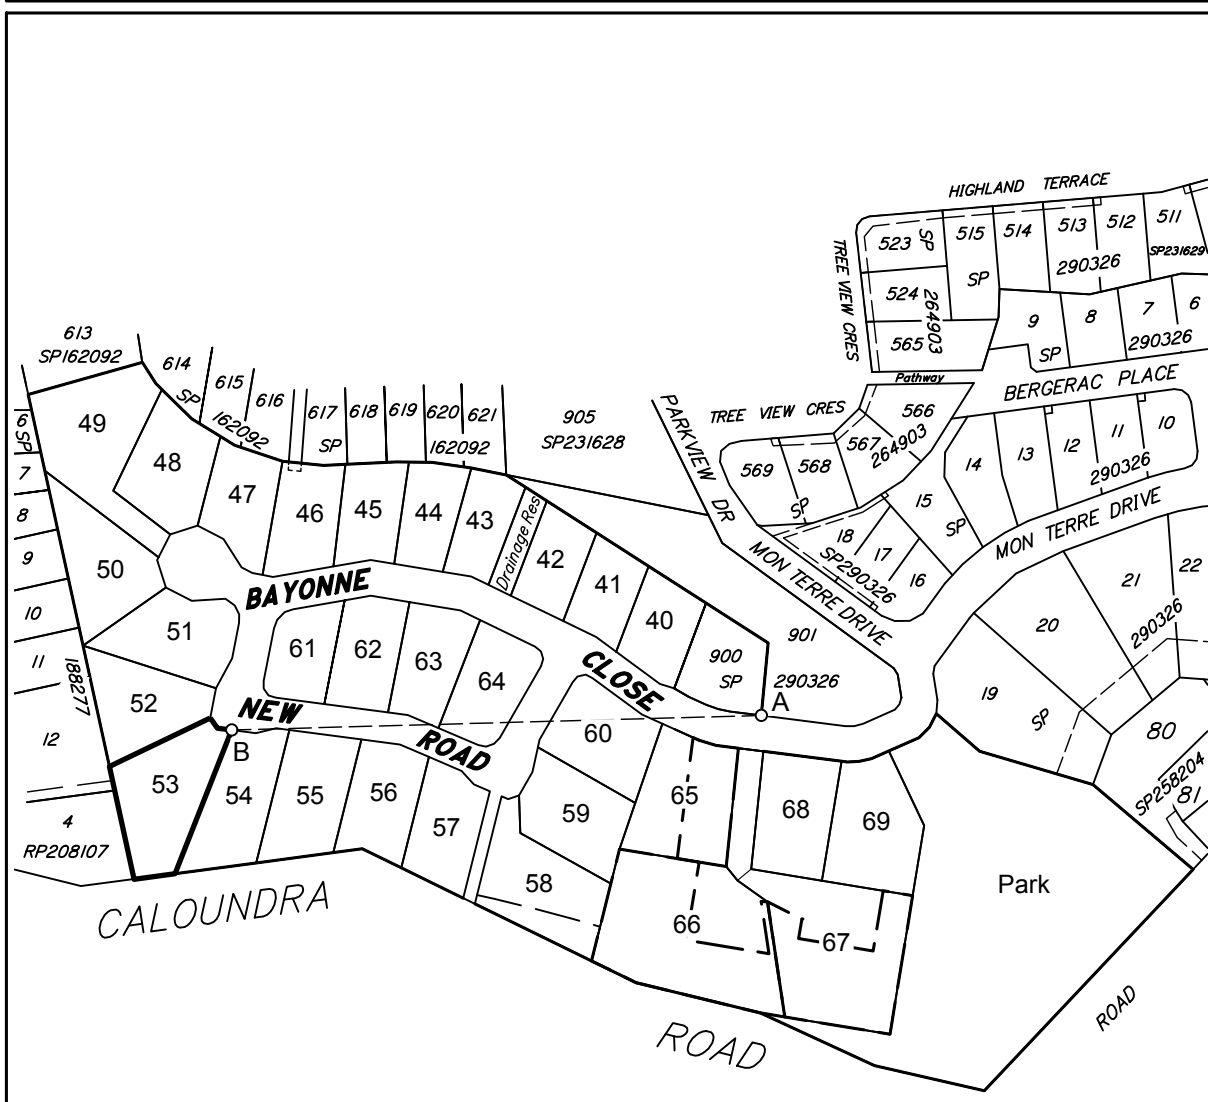 HIGHLAND TERRACE
TREE VIEW CRES
523
SP
515
514
513
512
511
SP231629
SP
290326
524
264903
565
9
8
7
6
SP
290326
613
SP162092
614
SP
615
616
162092
617
618
619
620
621
SP
162092
905
SP231628
PARKVIEW DR
TREE VIEW CRES
Pathway
BERGERAC PLACE
566
567
264903
569
568
SP
14
13
12
11
10
290326
15
SP
18
17
16
SP290326
MON TERRE DRIVE
MON TERRE DRIVE
6
SP
7
8
9
10
11
188277
12
4
RP208107
49
48
47
46
45
44
43
Drainage Res
42
41
40
900
SP
901
290326
50
51
52
53
BAYONNE
CLOSE
61
62
63
64
NEW
ROAD
A
B
54
55
56
57
58
59
60
65
66
67
68
69
Park
19
SP
20
21
22
290326
80
SP258204
81
CALOUNDRA
ROAD
ROAD